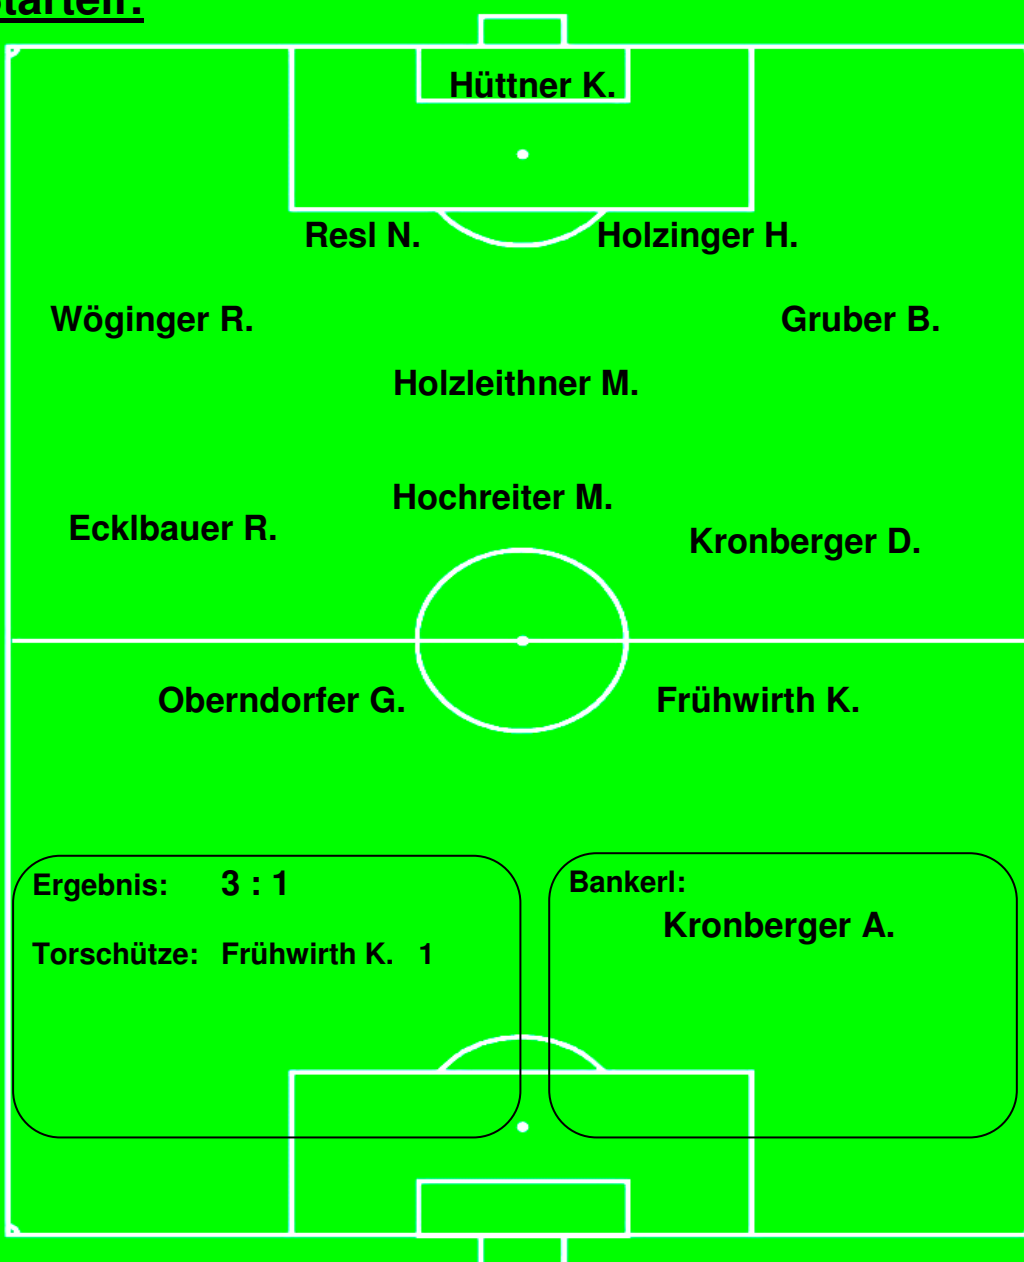 Startelf:
Hüttner K.
Resl N. Holzinger H.
Wöginger R. Gruber B.
Holzleithner M.
Hochreiter M.
Ecklbauer R. Kronberger D.
Oberndorfer G. Frühwirth K.
Ergebnis: 3 : 1
Torschütze: Frühwirth K. 1
Bankerl:
Kronberger A.